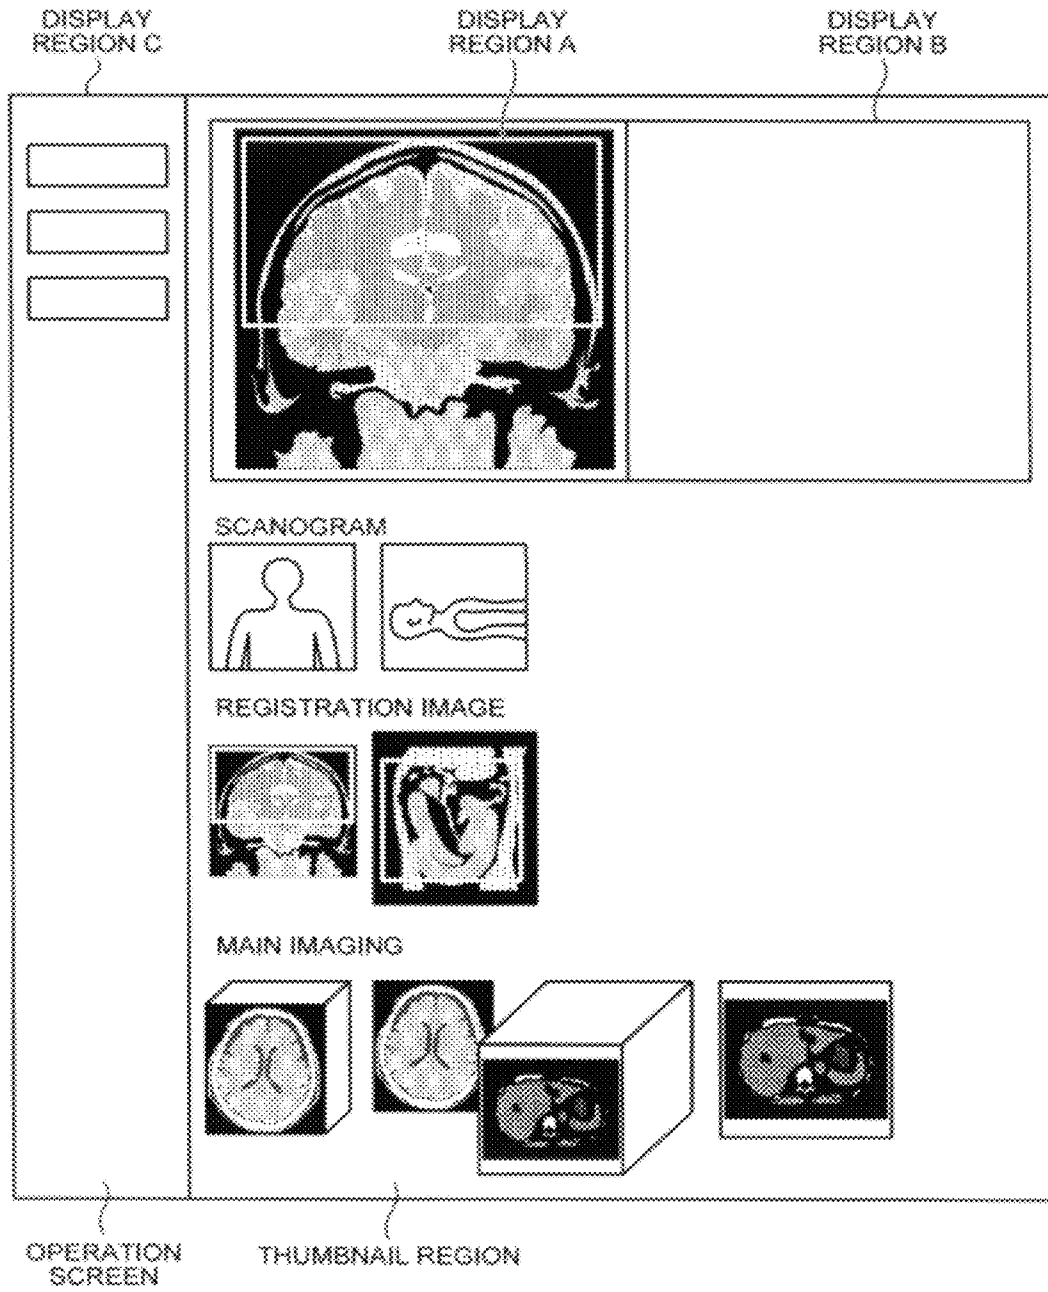 DISPLAY
REGION C
DISPLAY
REGION A
DISPLAY
REGION B
SCANOGRAM
REGISTRATION IMAGE
MAIN IMAGING
OPERATION
SCREEN
THUMBNAIL REGION